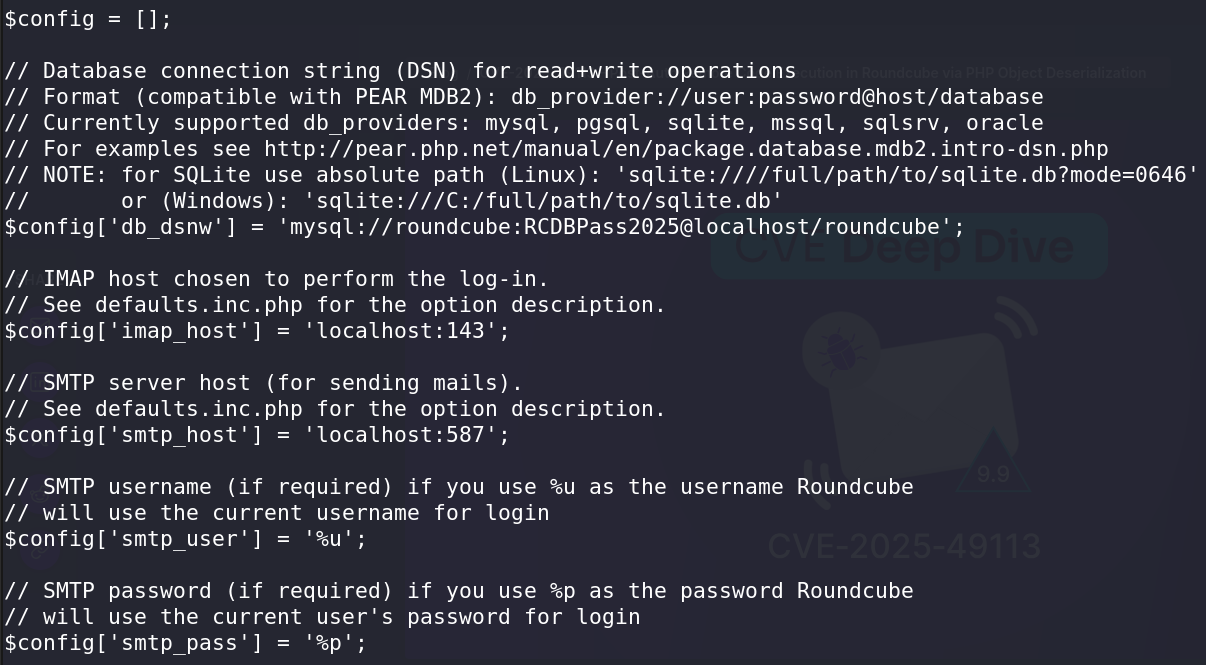 $config = [];
// Database connection string (DSN) for read+write operations
// Format (compatible with PEAR MDB2): db_provider://user:password@host/database
// Currently supported db_providers: mysql, pgsql, sqlite, mssql, sqlsrv, oracle
// For examples see http://pear.php.net/manual/en/package.database.mdb2.intro-dsn.php
// NOTE: for SQLite use absolute path (Linux): 'sqlite:////full/path/to/sqlite.db?mode=0646'
//       or (Windows): 'sqlite:///C:/full/path/to/sqlite.db'
$config['db_dsnw'] = 'mysql://roundcube:RCDBPass2025@localhost/roundcube';
// IMAP host chosen to perform the log-in.
// See defaults.inc.php for the option description.
$config['imap_host'] = 'localhost:143';
// SMTP server host (for sending mails).
// See defaults.inc.php for the option description.
$config['smtp_host'] = 'localhost:587';
// SMTP username (if required) if you use %u as the username Roundcube
// will use the current username for login
$config['smtp_user'] = '%u';
// SMTP password (if required) if you use %p as the password Roundcube
// will use the current user's password for login
$config['smtp_pass'] = '%p';
in Roundcube via PHP Object Deserialization
CVE Deep Dive
9.9
CVE-2025-49113